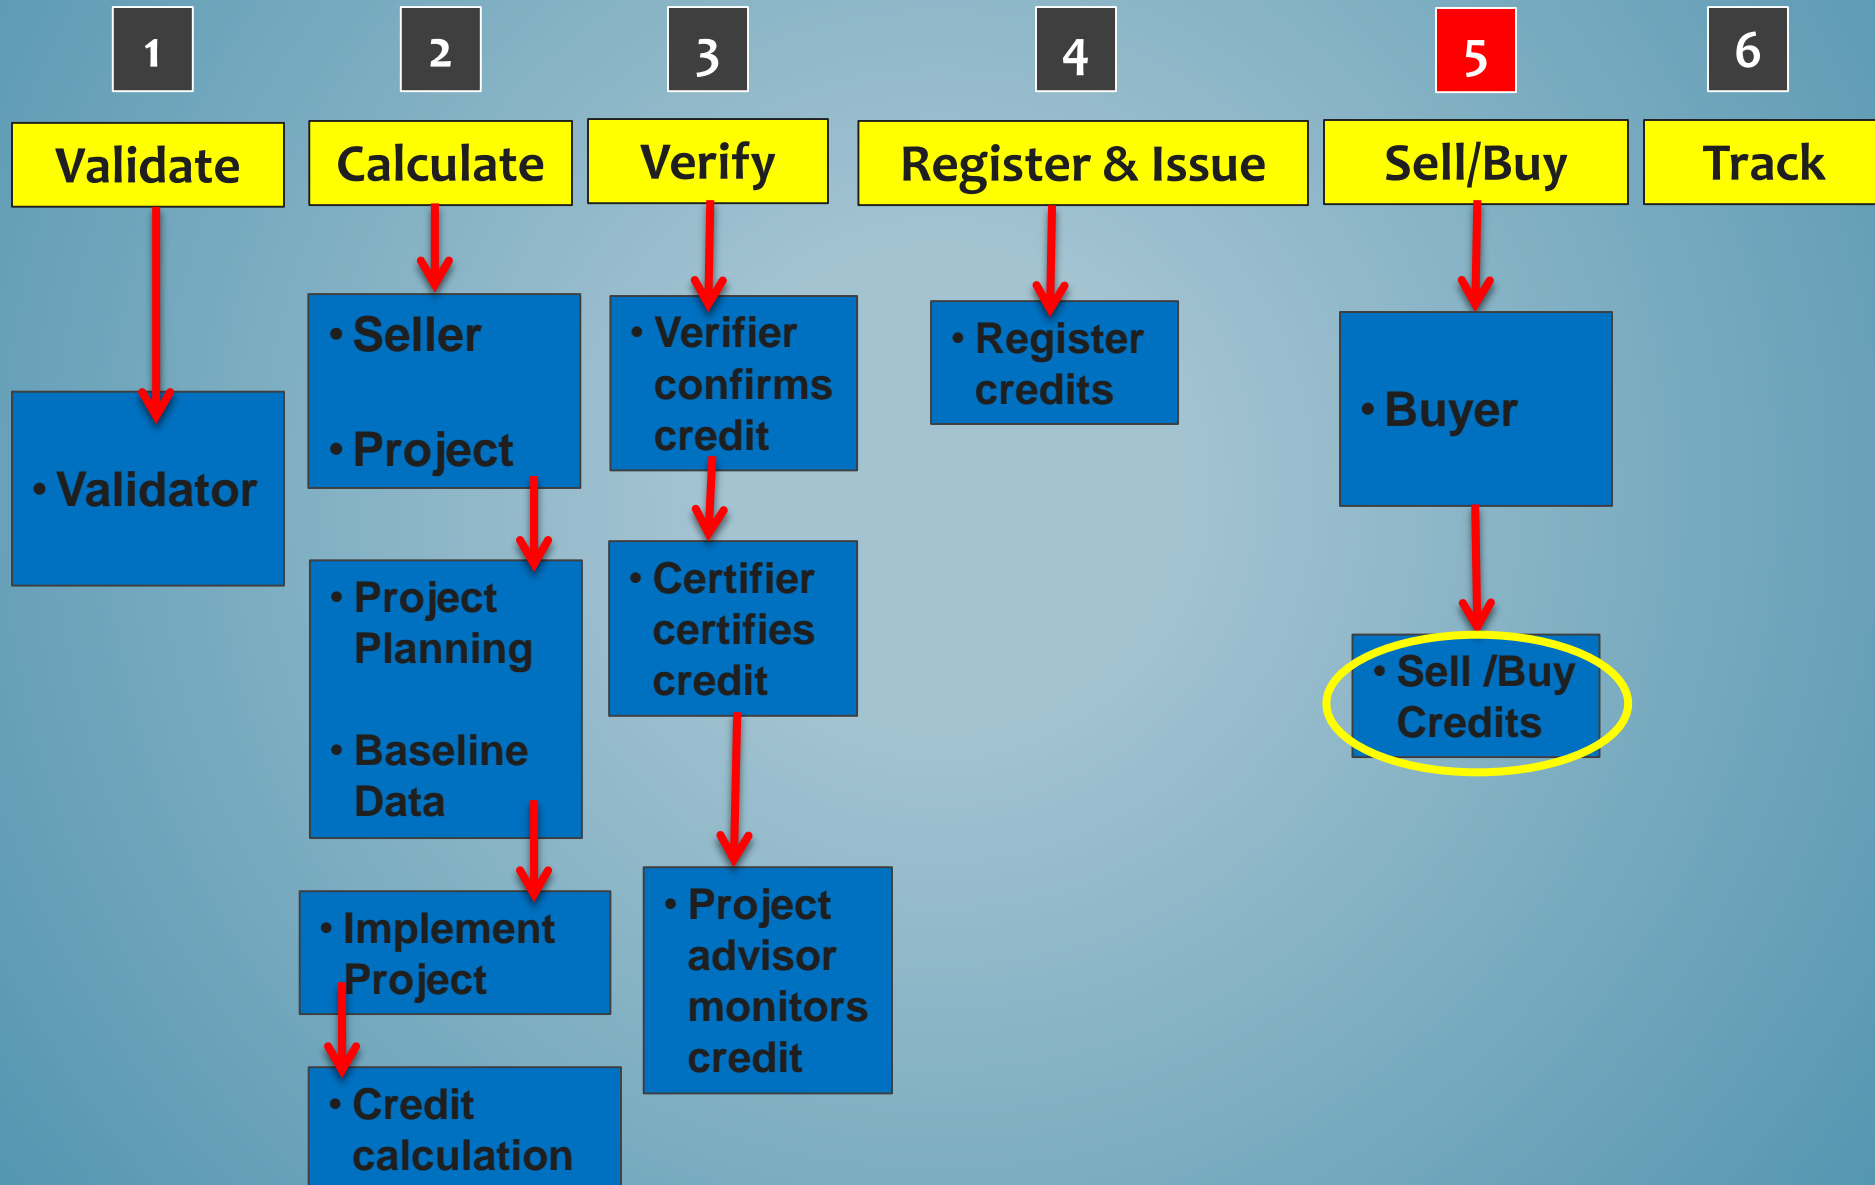 1
2
3
4
5
6
Validate
Calculate
Verify
Register & Issue
Sell/Buy
Track
• Validator
• Seller
• Project
• Project
Planning
• Baseline
Data
• Implement
Project
• Credit
calculation
• Verifier
confirms
credit
• Certifier
certifies
credit
• Project
advisor
monitors
credit
• Register
credits
• Buyer
• Sell /Buy
Credits